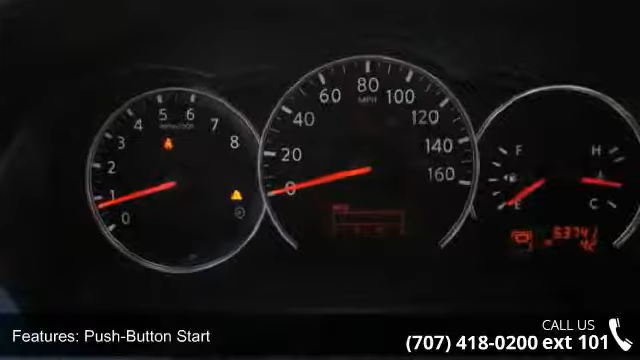 5 6
4 7
3 8
2
1
0
80
60 100
MPH
40 120
20 140
0 160
F H
E C
CALL US
Features: Push-Button Start
(707) 418-0200 ext 101